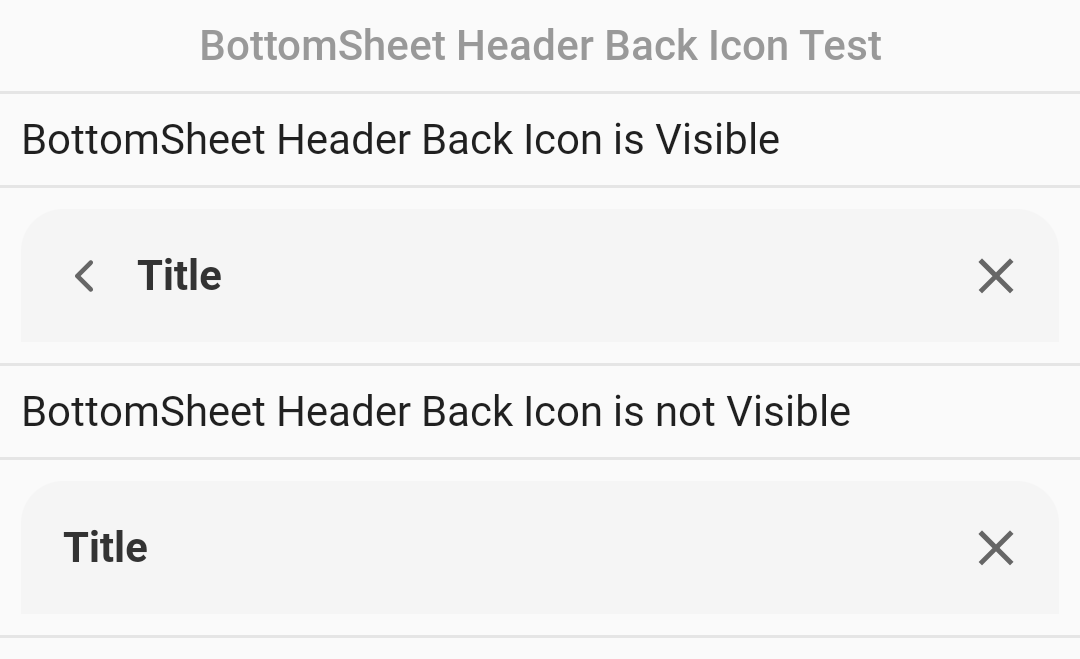 BottomSheet Header Back Icon Test
BottomSheet Header Back Icon is Visible
Title
BottomSheet Header Back Icon is not Visible
Title